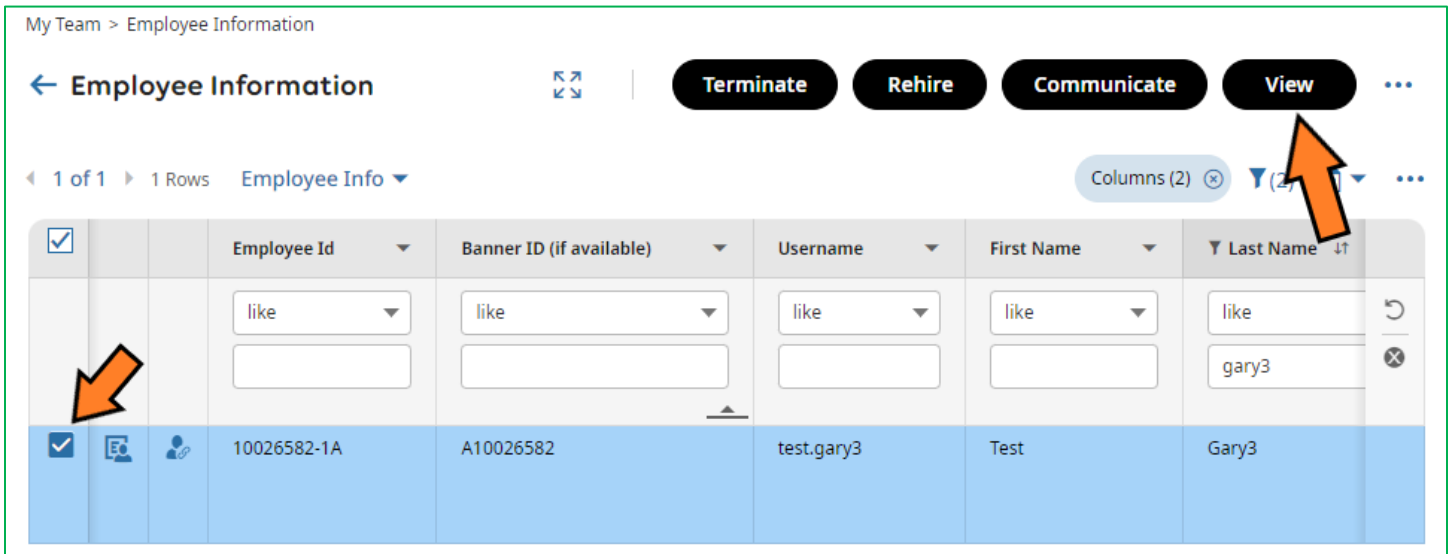 My Team > Employee Information
Employee Information Terminate Rehire Communicate View
1 of 1 1 Rows Employee Info Columns (2) (2)
Employee Id Banner ID (if available) Username First Name Last Name
like like like like like
gary3
10026582-1A A10026582 test.gary3 Test Gary3